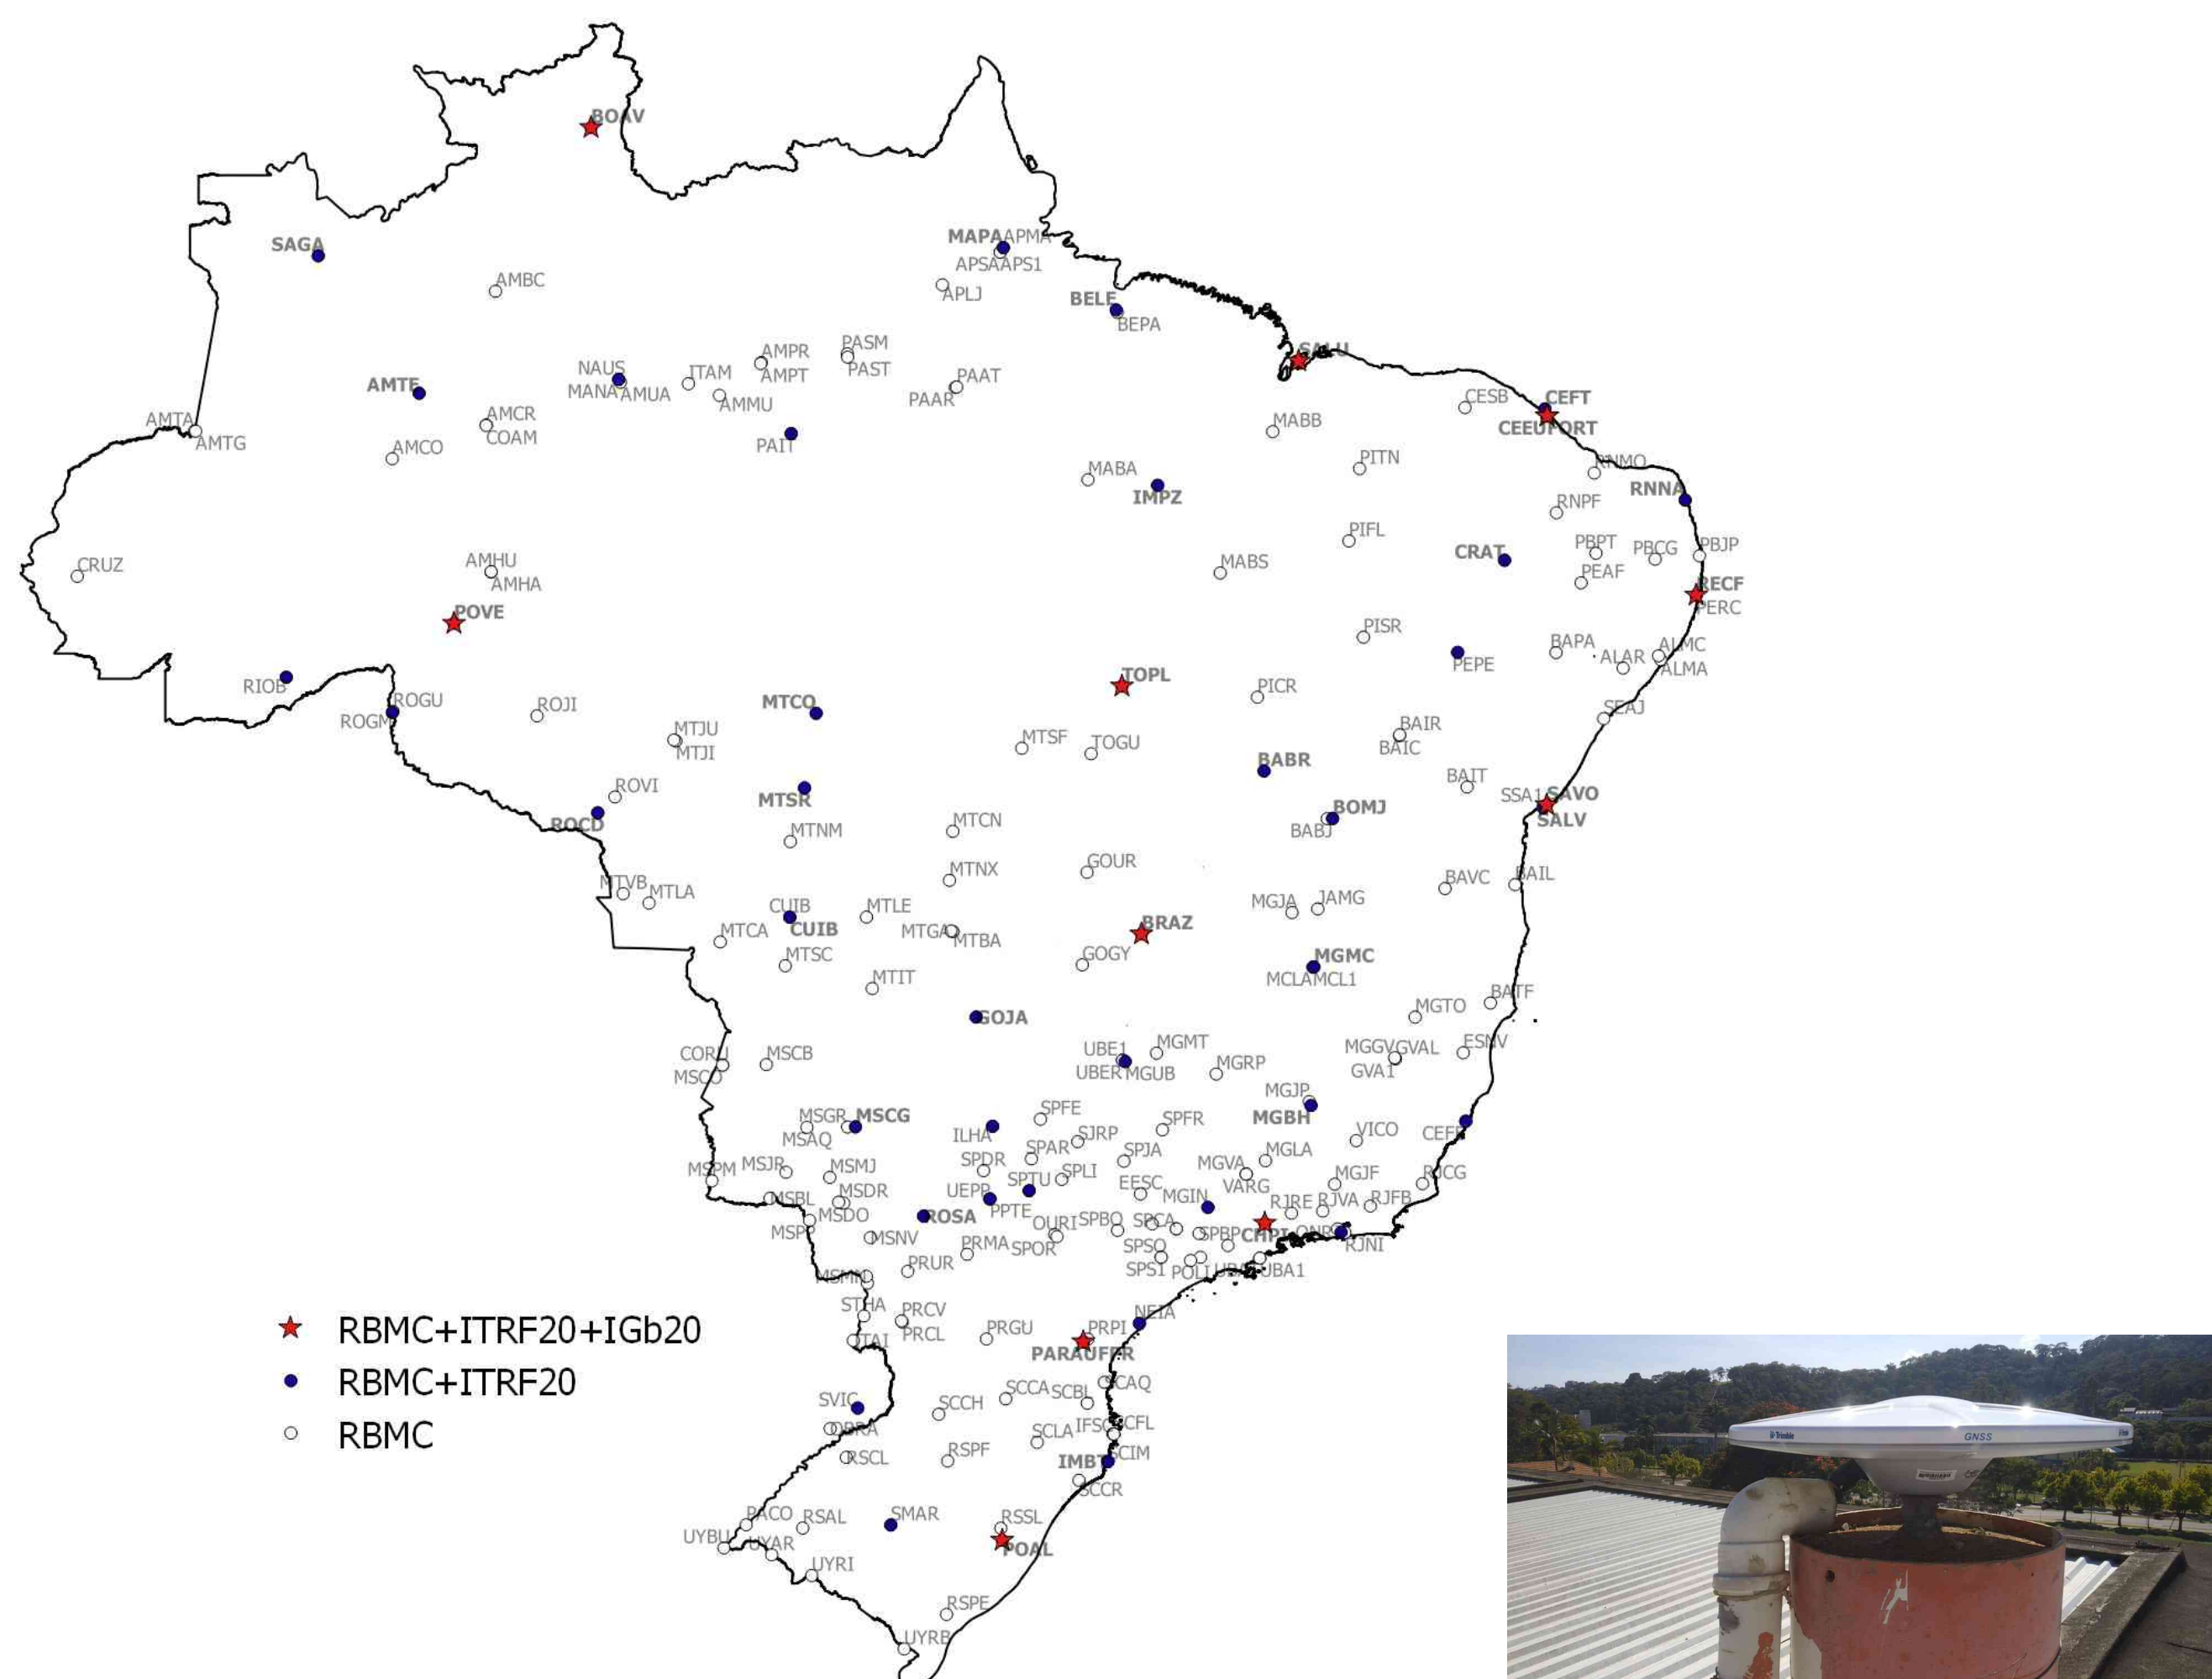 BOAV
SAGA
MAPA APMA
APSA APS1
AMBC
APLJ
BELE
BEPA
SALU
PASM
PAST
AMPR
AMPT
NAUS
MANA AMUA
ITAM
AMMU
PAAT
PAAR
AMTE
CESB
CEFT
CEEUFORT
AMCR
COAM
AMTA
AMTG
AMCO
PAIT
MABB
PITN
MABA
IMPZ
RNMO
RNNA
RNPF
PIFL
CRAT
PBPT
PBCG
PBJP
CRUZ
AMHU
AMHA
MABS
PEAF
RECF
PERC
POVE
PISR
BAPA
ALAR
ALMC
ALMA
PEPE
RIOB
TOPL
PICR
ROGU
ROGM
ROJI
MTCO
SEAJ
MTJU
MTJI
MTSF
TOGU
BAIR
BAIC
BABR
BAIT
ROVI
MTSR
SSA1 SAVO
SALV
ROCD
MTNM
MTCN
BOMJ
BABJ
GOUR
MTNX
BAVC
BAIL
MTVB
MTLA
CUIB
CUIB
MTLE
MGJA
JAMG
MTCA
MTGA
MTBA
BRAZ
MTSC
GOGY
MGMC
MCLA MCL1
MTIT
MGTO
BATF
GOJA
CORU
MSCO
MSCB
UBE1
UBER MGUB
MGMT
MGRP
MGGV GVAL
GVA1
ESNV
MGJP
MGBH
MSGR MSCG
MSAQ
ILHA
SPFE
SJRP
SPFR
VICO
CEFE
MSPM
MSJR
MSMJ
SPDR
SPAR
SPLI
SPJA
MGVA
VARG
MGLA
MGJF
RJCG
MSBL
MSDR
MSDO
UEPP
PPTE
SPTU
EESC
MGIN
RJRE
RJVA
RJFB
MSPP
MSNV
ROSA
OURI
SPOR
SPBO
SPCA
SPBP
CHPI
RJNI
PRMA
PRUR
SPSO
SPS1
POLI
UBA1
MSMN
STHA
ITAI
PRCV
PRCL
PRGU
PRPI
PARAUFPR
NEIA
SVIC
SCCH
SCCA
SCBL
SCAQ
SCLA
IFSC
SCFL
RSCL
RSPF
IMBT
SCIM
SCCR
PACO
RSAL
SMAR
RSSL
POAL
UYBU
UYAR
UYRI
RSPE
UYRB
RBMC+ITRF20+IGb20
RBMC+ITRF20
RBMC
Trimble
GNSS